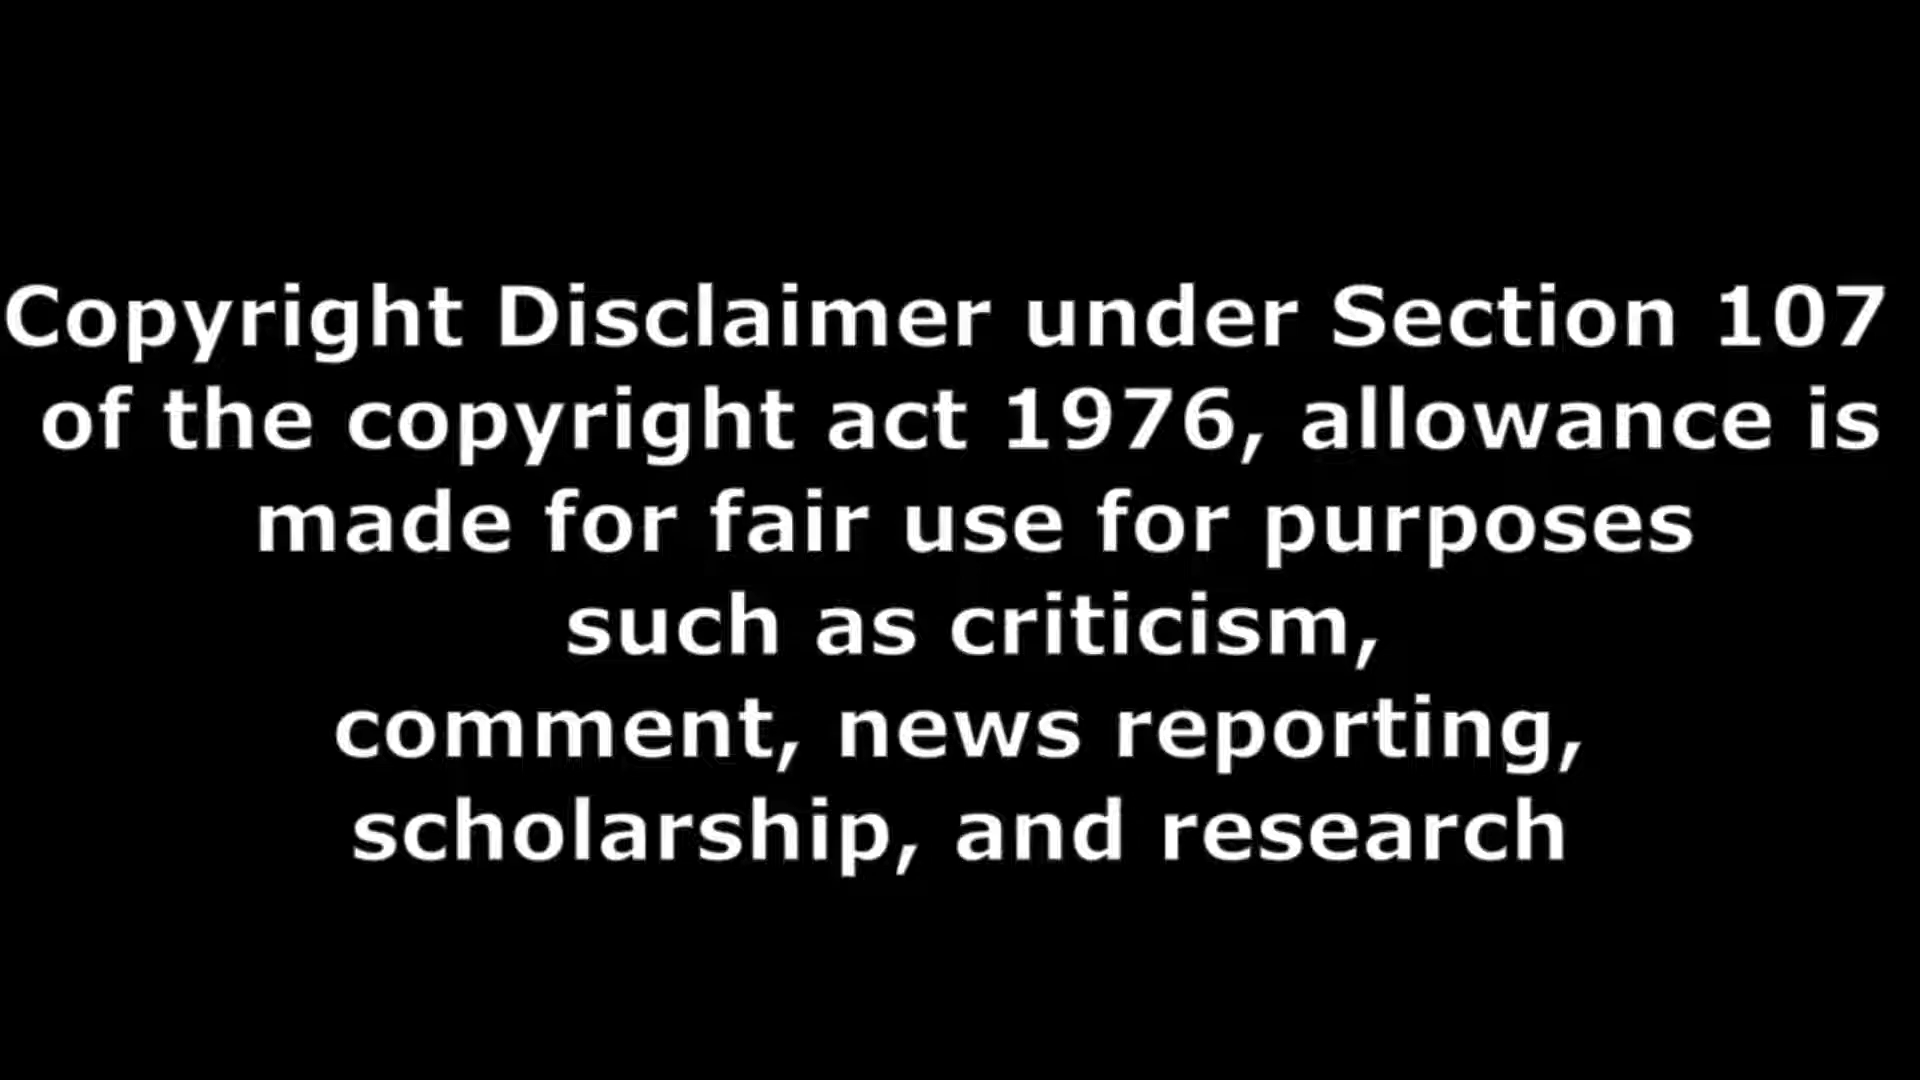 Copyright Disclaimer under Section 107
of the copyright act 1976, allowance is
made for fair use for purposes
such as criticism,
comment, news reporting,
scholarship, and research